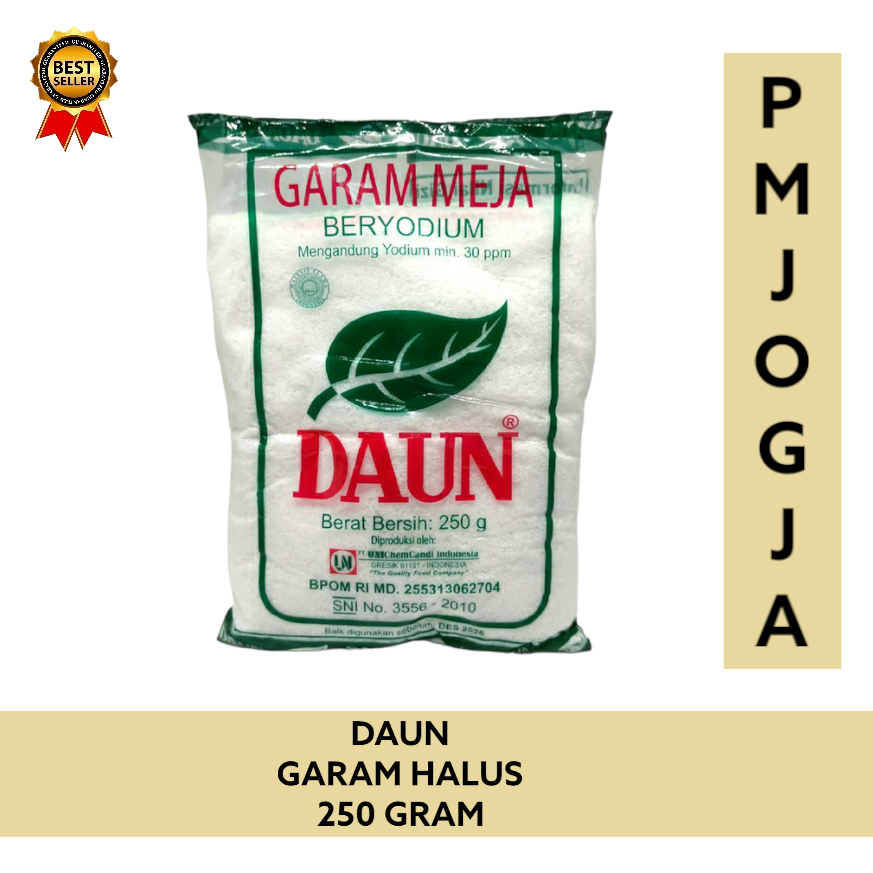 BEST
SELLER
GARAM MEJA
BERYODIUM
Mengandung Yodium min. 30 ppm
DAUN®
Berat Bersih: 250 g
Diproduksi oleh:
PT. UNIChemCandi Indonesia
GRESIK 61151 - INDONESIA
"The Quality Food Company"
BPOM RI MD. 255313062704
SNI No. 3556 - 2010
Baik digunakan sebelum: DES 2026
P
M
J
O
G
J
A
DAUN
GARAM HALUS
250 GRAM